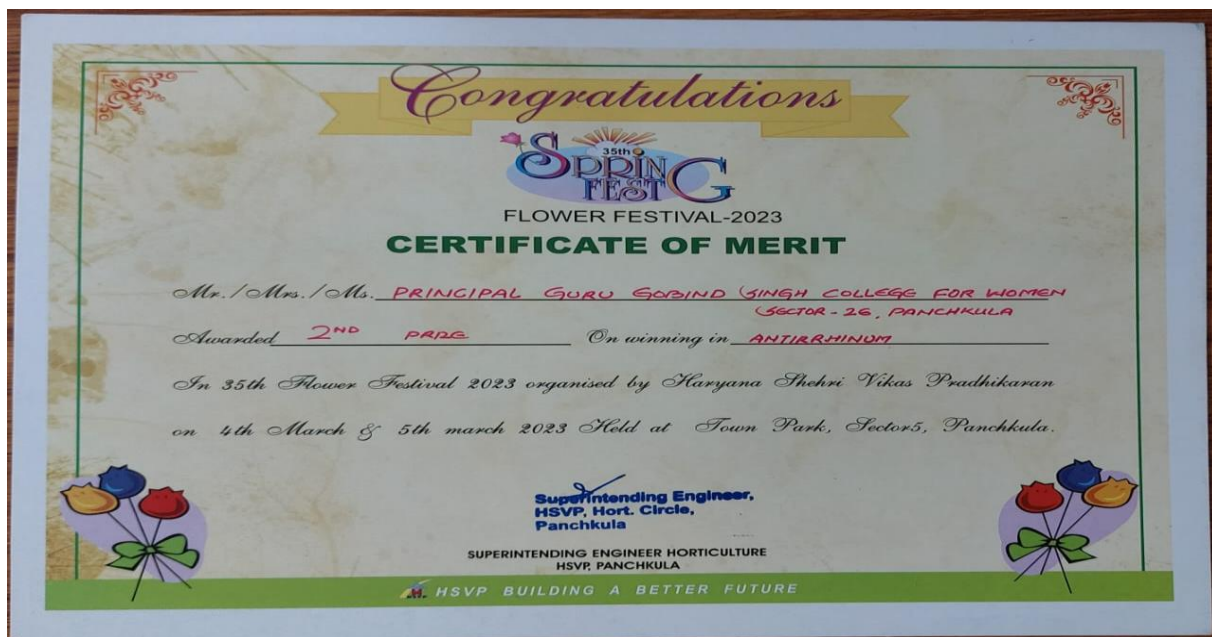 Congratulations
35th
SPRING
FEST
FLOWER FESTIVAL-2023
CERTIFICATE OF MERIT
Mr./Mrs./Ms. PRINCIPAL GURU GOBIND SINGH COLLEGE FOR WOMEN
SECTOR - 26, PANCHKULA
Awarded 2ND PRIZE On winning in ANTIRRHINUM
In 35th Flower Festival 2023 organised by Haryana Shehri Vikas Pradhikaran
on 4th March & 5th march 2023 Held at Town Park, Sector5, Panchkula.
Superintending Engineer,
HSVP, Hort. Circle,
Panchkula
SUPERINTENDING ENGINEER HORTICULTURE
HSVP, PANCHKULA
HSVP BUILDING A BETTER FUTURE